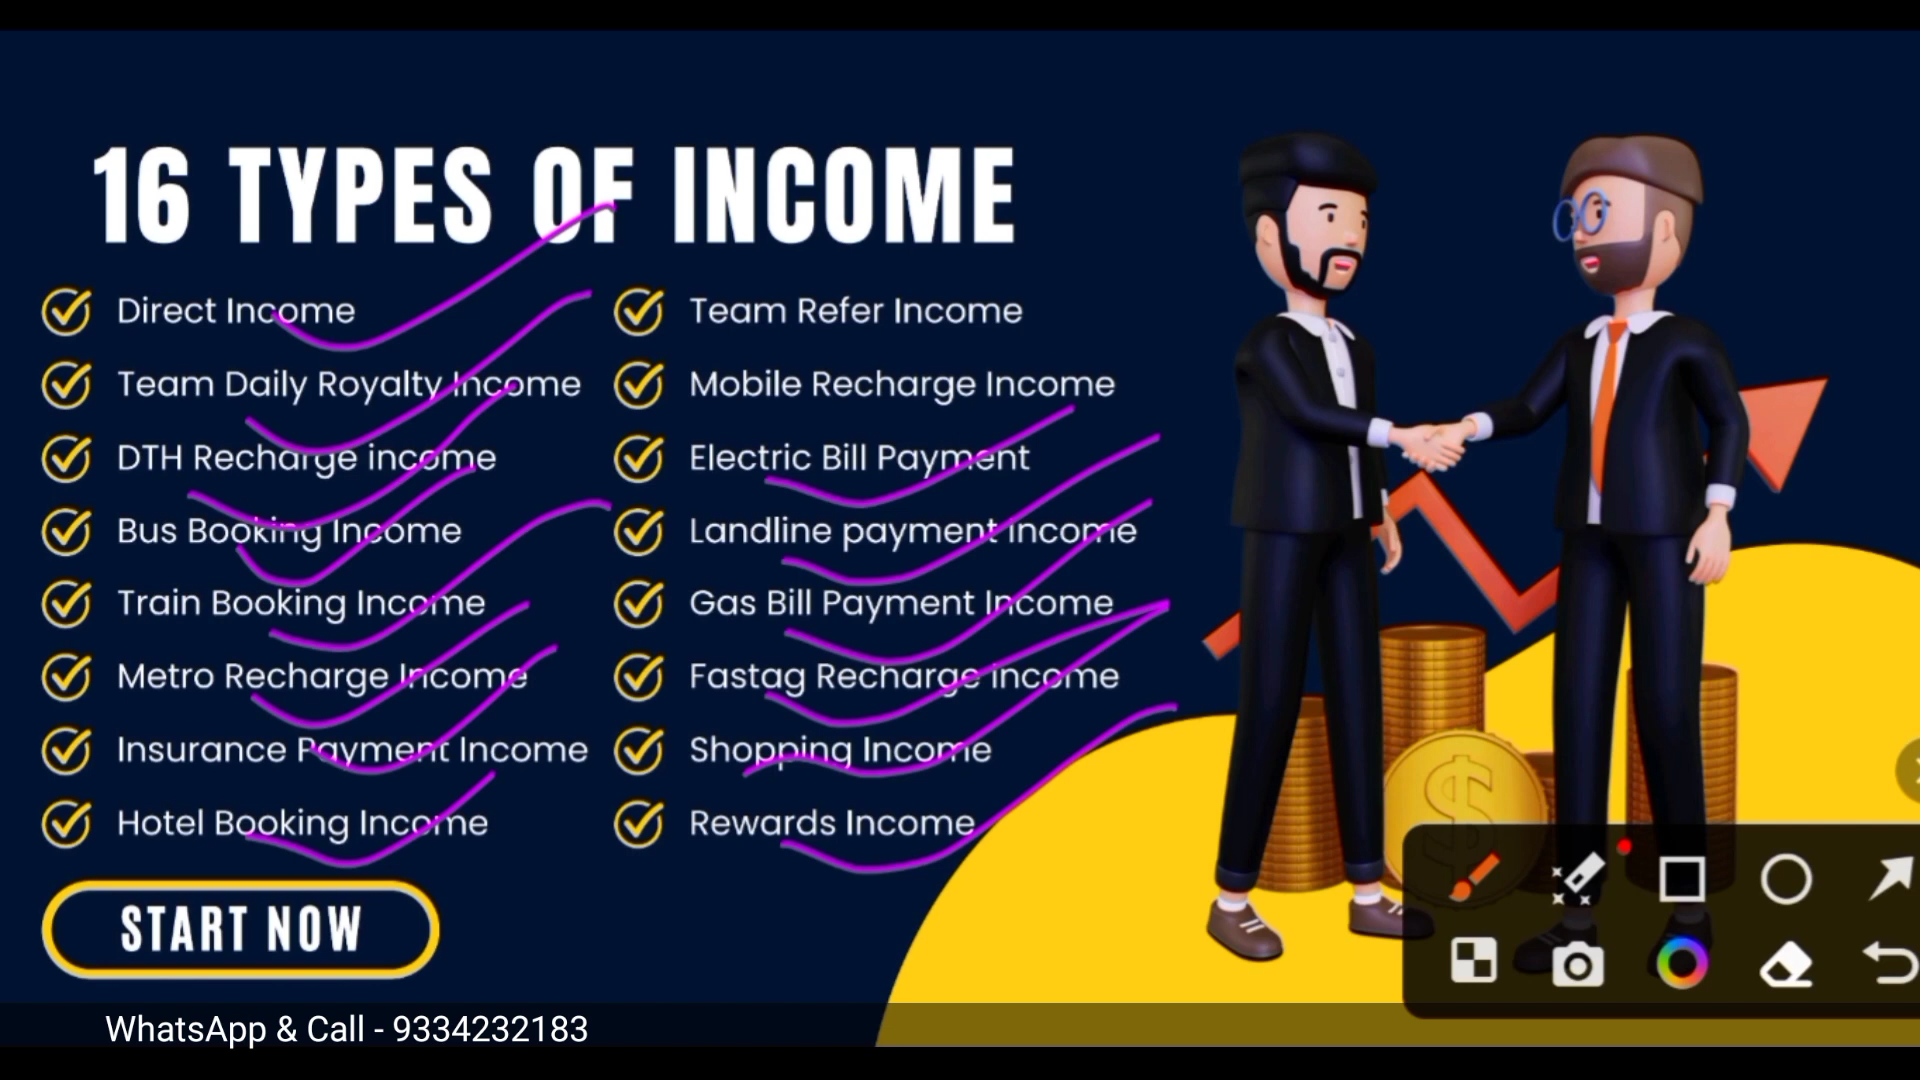 16 TYPES OF INCOME
Direct Income
Team Daily Royalty Income
DTH Recharge income
Bus Booking Income
Train Booking Income
Metro Recharge Income
Insurance Payment Income
Hotel Booking Income
Team Refer Income
Mobile Recharge Income
Electric Bill Payment
Landline payment Income
Gas Bill Payment Income
Fastag Recharge income
Shopping Income
Rewards Income
START NOW
WhatsApp & Call - 9334232183